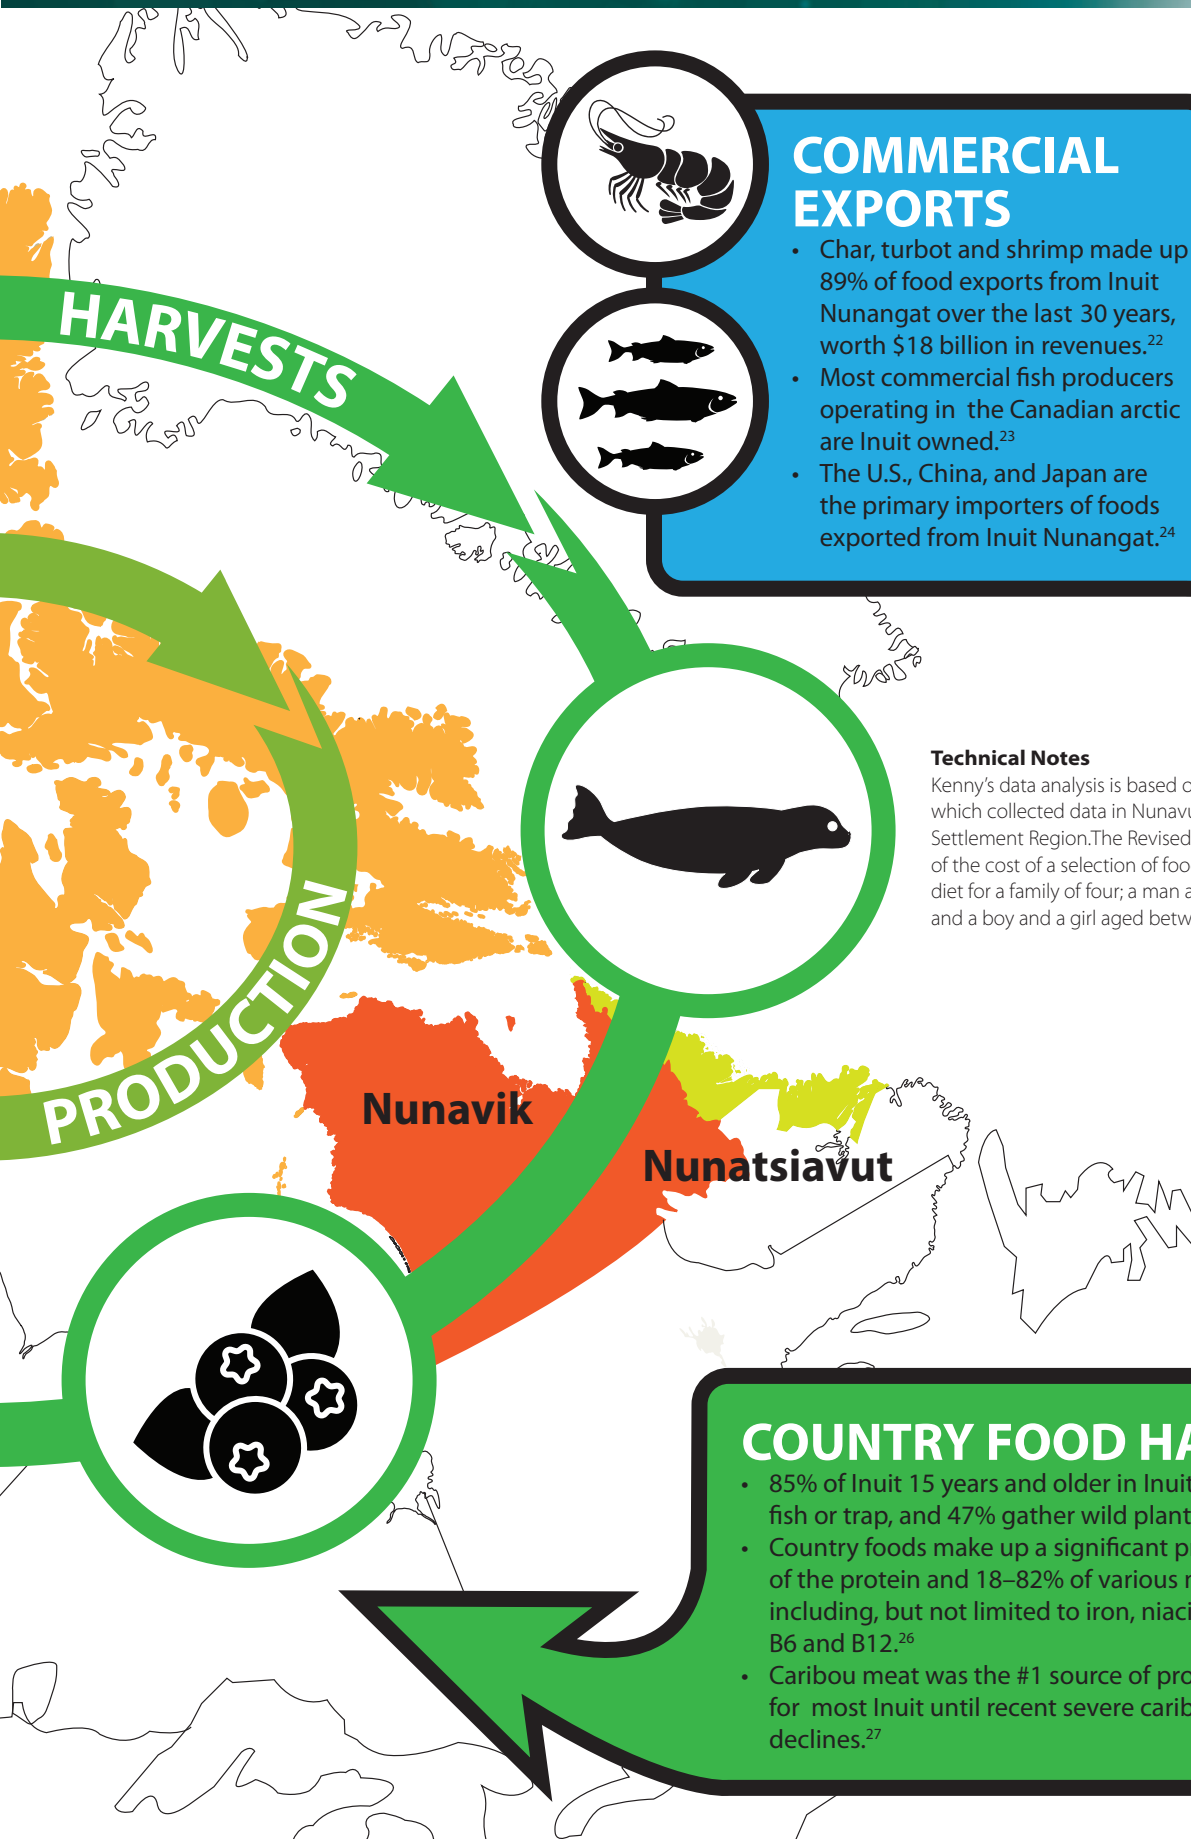 HARVESTS
COMMERCIAL
EXPORTS
• Char, turbot and shrimp made up
89% of food exports from Inuit
Nunangat over the last 30 years,
worth $18 billion in revenues.22
• Most commercial fish producers
operating in the Canadian arctic
are Inuit owned.23
• The U.S., China, and Japan are
the primary importers of foods
exported from Inuit Nunangat.24
Technical Notes
Kenny’s data analysis is based
which collected data in
Settlement Region.The Revised
of the cost of a selection of
diet for a family of four; a man
and a boy and a girl aged
PRODUCTION
Nunavik
Nunatsiavut
COUNTRY FOOD
• 85% of Inuit 15 years and older in Inuit
fish or trap, and 47% gather wild
• Country foods make up a significant
of the protein and 18–82% of various
including, but not limited to iron,
B6 and B12.26
• Caribou meat was the #1 source of
for most Inuit until recent severe
declines.27